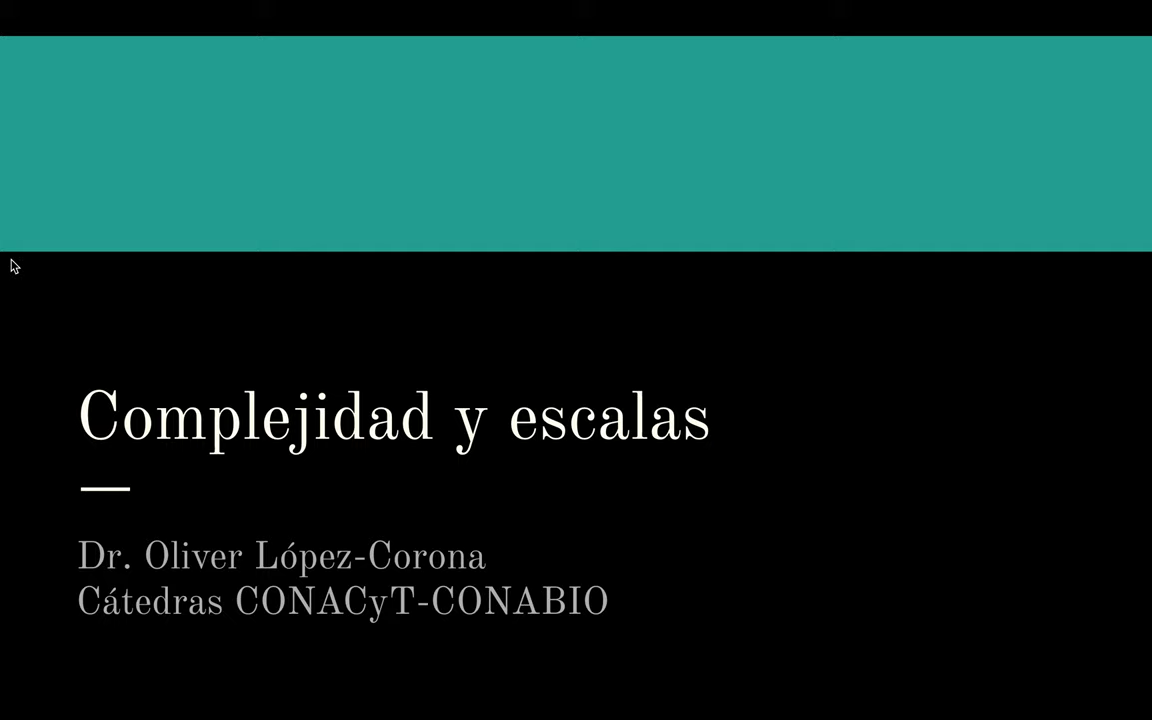 Complejidad y escalas
Dr. Oliver López-Corona
Cátedras CONACyT-CONABIO